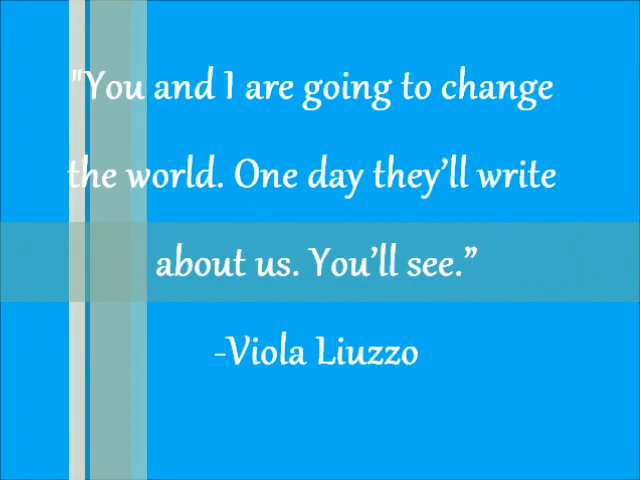 "You and I are going to change
the world. One day they’ll write
about us. You’ll see.”
-Viola Liuzzo